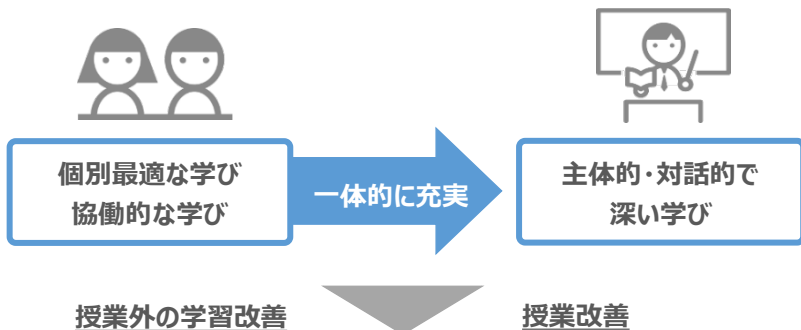 個別最適な学び
協働的な学び
一体的に充実
主体的・対話的で
深い学び
授業外の学習改善
授業改善